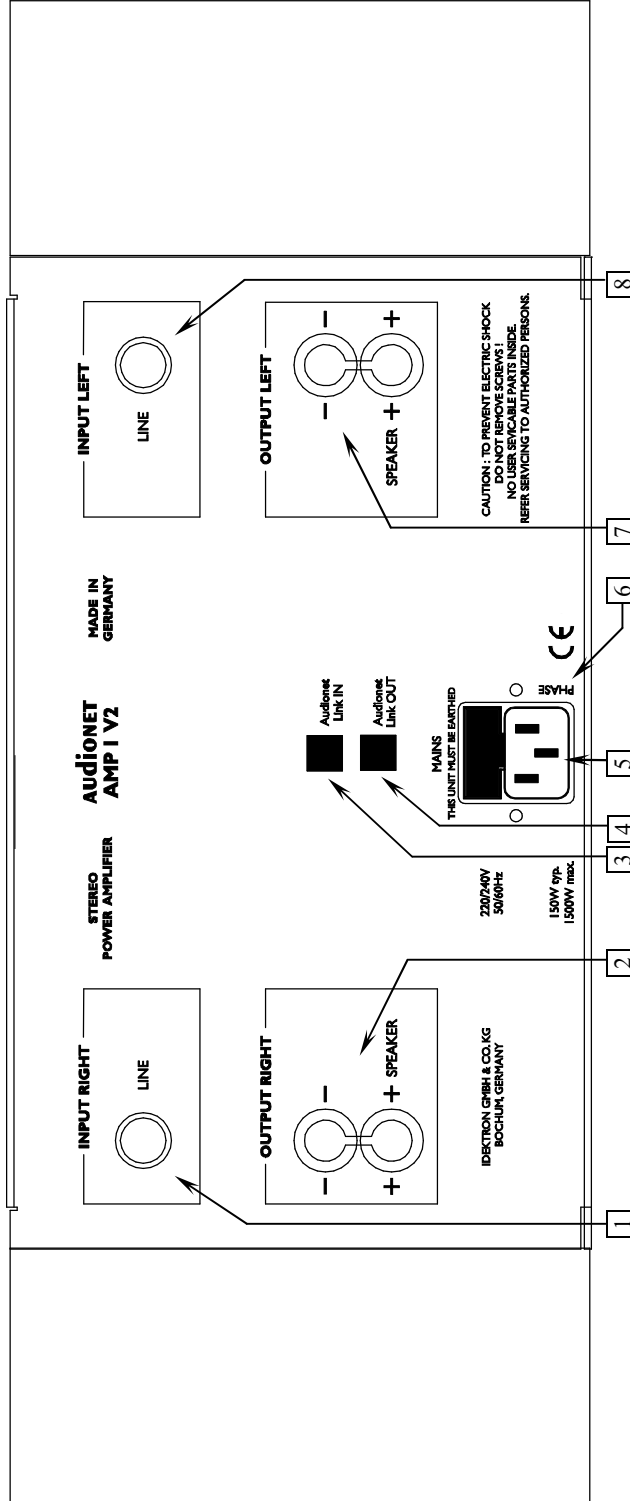 INPUT RIGHT
LINE
STEREO
POWER AMPLIFIER
AUdiONET
AMP I V2
MADE IN
GERMANY
INPUT LEFT
LINE
OUTPUT RIGHT
− −
+ + SPEAKER
Audionet
Link IN
Audionet
Link OUT
OUTPUT LEFT
− −
SPEAKER + +
IDEKTRON GMBH & CO. KG
BOCHUM, GERMANY
220/240V
50/60Hz
150W typ.
1500W max.
MAINS
THIS UNIT MUST BE EARTHED
PHASE
CE
CAUTION : TO PREVENT ELECTRIC SHOCK
DO NOT REMOVE SCREWS !
NO USER SEVICABLE PARTS INSIDE.
REFER SERVICING TO AUTHORIZED PERSONS.
1
2
3
4
5
6
7
8